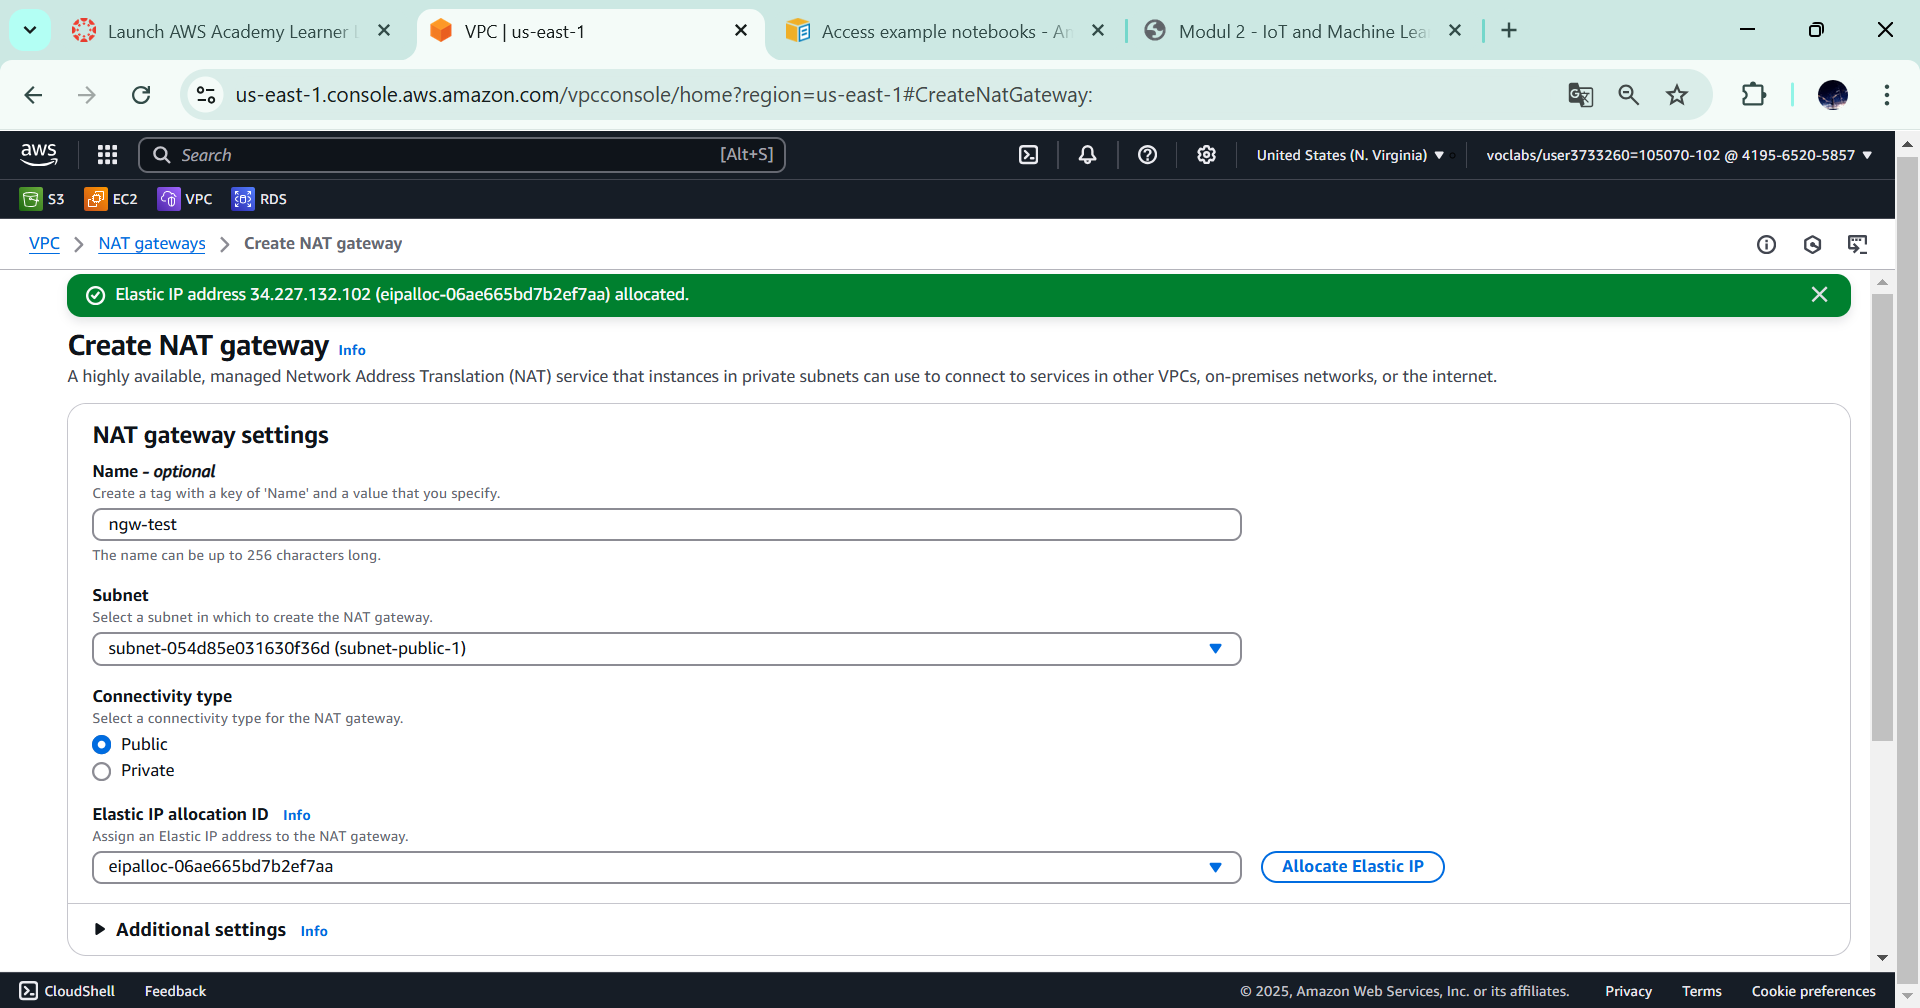 Launch AWS Academy Learner L
VPC | us-east-1
Access example notebooks - Am
Modul 2 - IoT and Machine Lea
us-east-1.console.aws.amazon.com/vpcconsole/home?region=us-east-1#CreateNatGateway:
aws
Search
[Alt+S]
United States (N. Virginia)
voclabs/user3733260=105070-102 @ 4195-6520-5857
S3
EC2
VPC
RDS
VPC
NAT gateways
Create NAT gateway
Elastic IP address 34.227.132.102 (eipalloc-06ae665bd7b2ef7aa) allocated.
Create NAT gateway Info
A highly available, managed Network Address Translation (NAT) service that instances in private subnets can use to connect to services in other VPCs, on-premises networks, or the internet.
NAT gateway settings
Name - optional
Create a tag with a key of 'Name' and a value that you specify.
ngw-test
The name can be up to 256 characters long.
Subnet
Select a subnet in which to create the NAT gateway.
subnet-054d85e031630f36d (subnet-public-1)
Connectivity type
Select a connectivity type for the NAT gateway.
Public
Private
Elastic IP allocation ID Info
Assign an Elastic IP address to the NAT gateway.
eipalloc-06ae665bd7b2ef7aa
Allocate Elastic IP
Additional settings Info
CloudShell
Feedback
© 2025, Amazon Web Services, Inc. or its affiliates.
Privacy
Terms
Cookie preferences